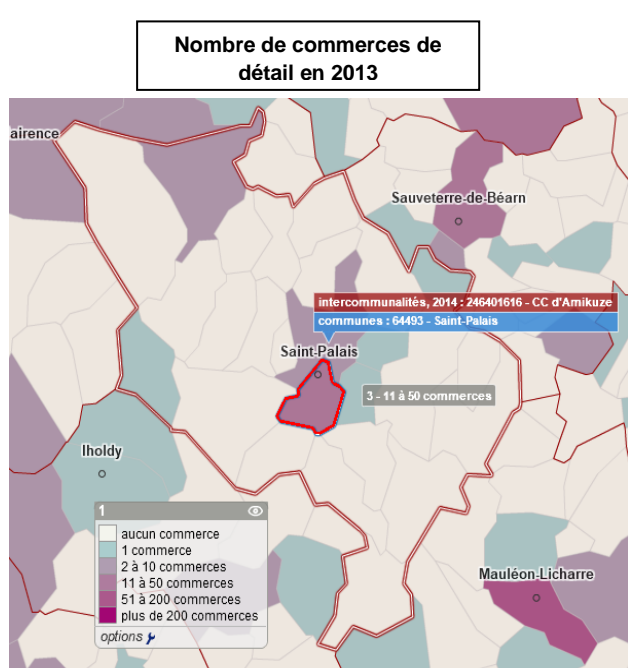 Nombre de commerces de
détail en 2013
airence
Sauveterre-de-Béarn
intercommunalités, 2014 : 246401616 - CC d'Amikuze
communes : 64493 - Saint-Palais
Saint-Palais
3 - 11 à 50 commerces
Iholdy
1
aucun commerce
1 commerce
2 à 10 commerces
11 à 50 commerces
51 à 200 commerces
plus de 200 commerces
options
Mauléon-Licharre